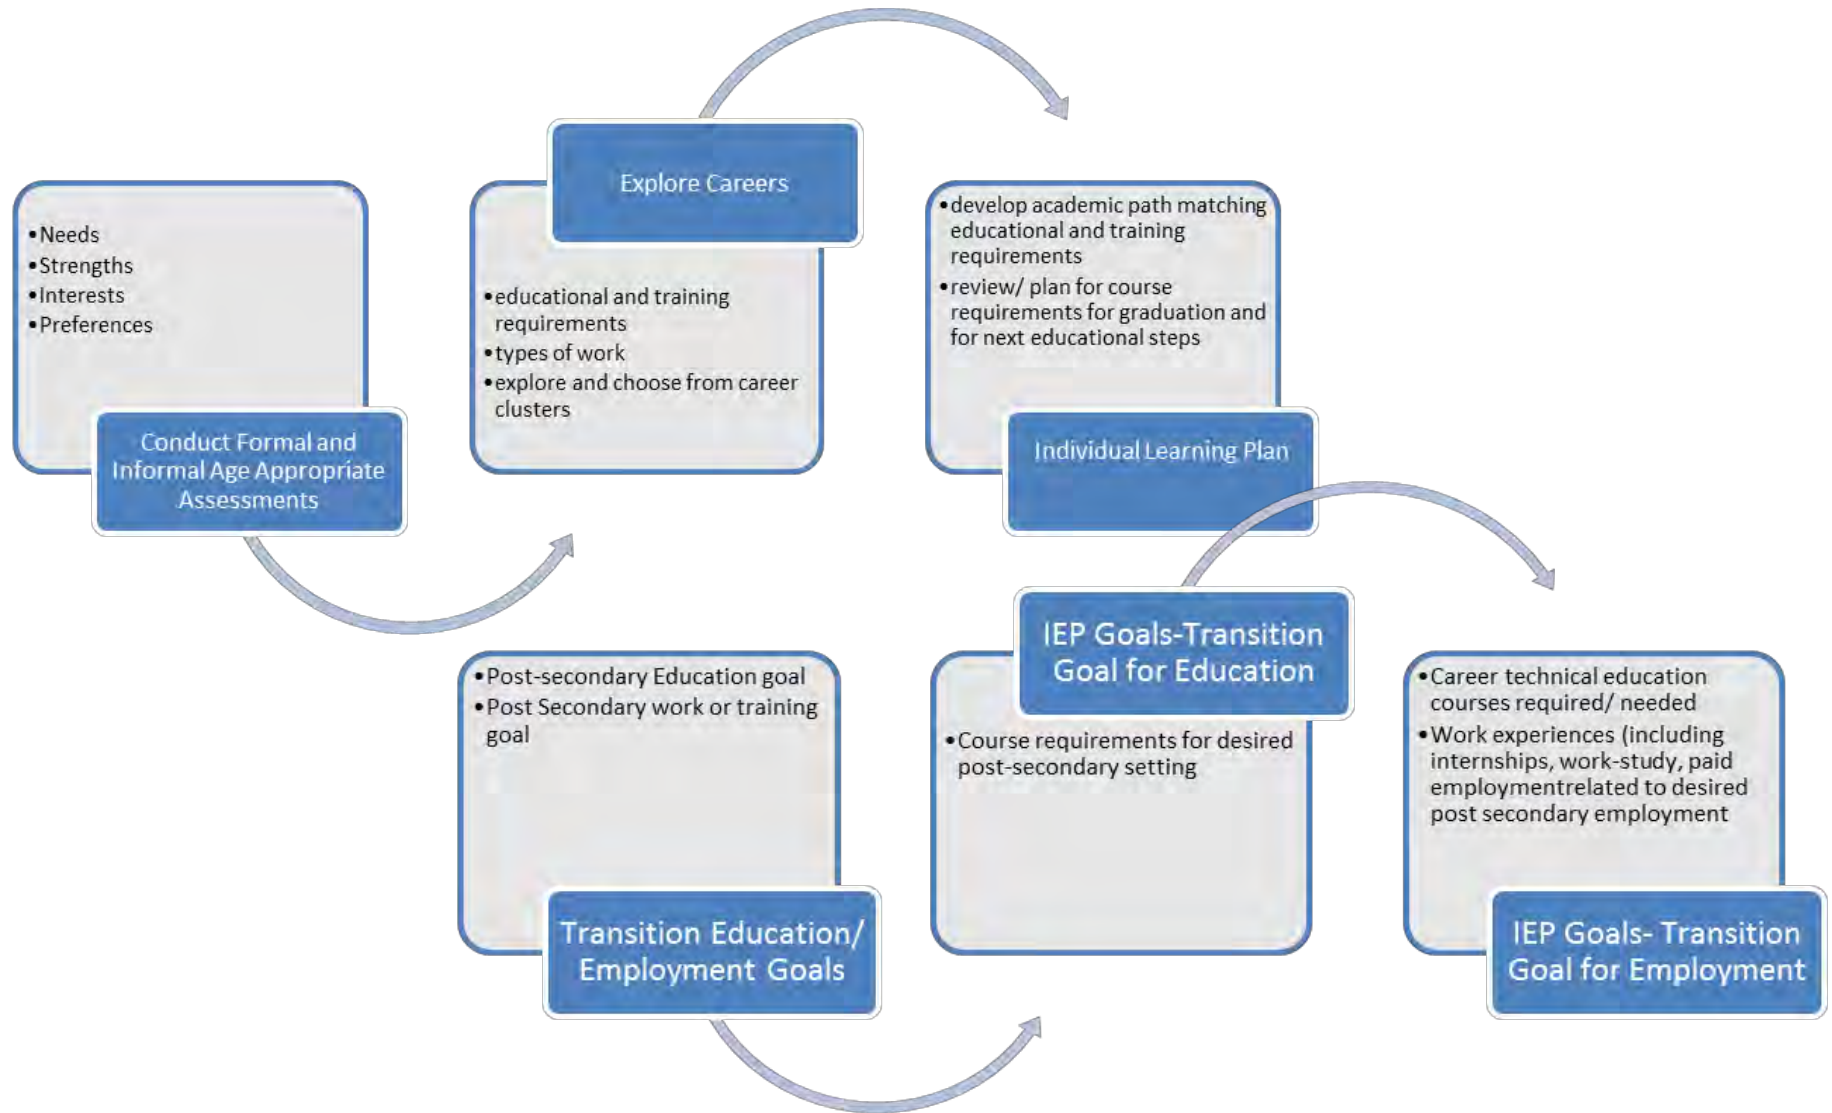 •Needs
•Strengths
•Interests
•Preferences
Conduct Formal and
Informal Age Appropriate
Assessments
Explore Careers
•educational and training
requirements
•types of work
•explore and choose from career
clusters
•develop academic path matching
educational and training
requirements
•review/ plan for course
requirements for graduation and
for next educational steps
Individual Learning Plan
•Post-secondary Education goal
•Post Secondary work or training
goal
Transition Education/
Employment Goals
IEP Goals-Transition
Goal for Education
•Course requirements for desired
post-secondary setting
•Career technical education
courses required/ needed
•Work experiences (including
internships, work-study, paid
employmentrelated to desired
post secondary employment
IEP Goals- Transition
Goal for Employment